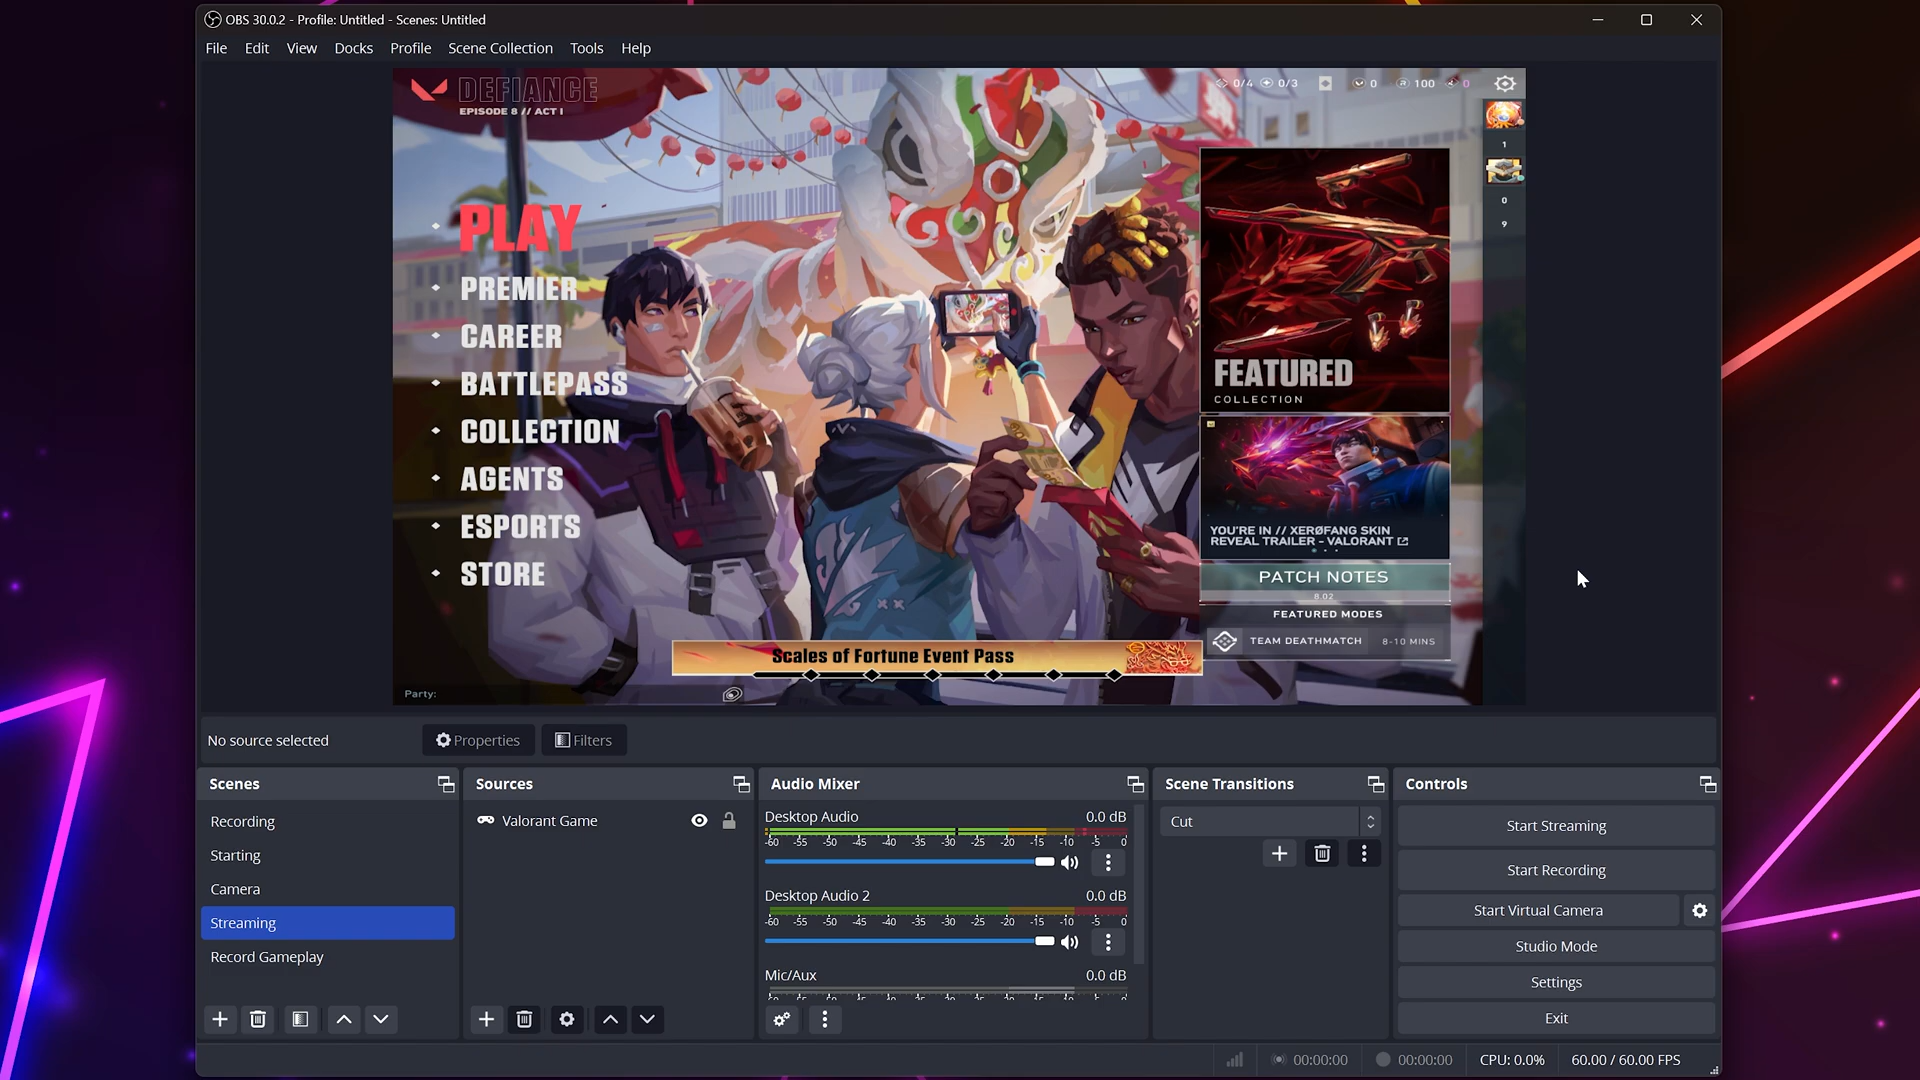 OBS 30.0.2 - Profile: Untitled - Scenes: Untitled
File Edit View Docks Profile Scene Collection Tools Help
DEFIANCE
EPISODE 8 // ACT I
0/4 0/3 0 100 0
1
0
9
PLAY
PREMIER
CAREER
BATTLEPASS
COLLECTION
AGENTS
ESPORTS
STORE
FEATURED
COLLECTION
YOU'RE IN // XERØFANG SKIN
REVEAL TRAILER - VALORANT
PATCH NOTES
8.02
FEATURED MODES
TEAM DEATHMATCH 8-10 MINS
Scales of Fortune Event Pass
Party:
No source selected Properties Filters
Scenes
Recording
Starting
Camera
Streaming
Record Gameplay
Sources
Valorant Game
Audio Mixer
Desktop Audio 0.0 dB
-60 -55 -50 -45 -40 -35 -30 -25 -20 -15 -10 -5 0
Desktop Audio 2 0.0 dB
-60 -55 -50 -45 -40 -35 -30 -25 -20 -15 -10 -5 0
Mic/Aux 0.0 dB
Scene Transitions
Cut
Controls
Start Streaming
Start Recording
Start Virtual Camera
Studio Mode
Settings
Exit
00:00:00 00:00:00 CPU: 0.0% 60.00 / 60.00 FPS